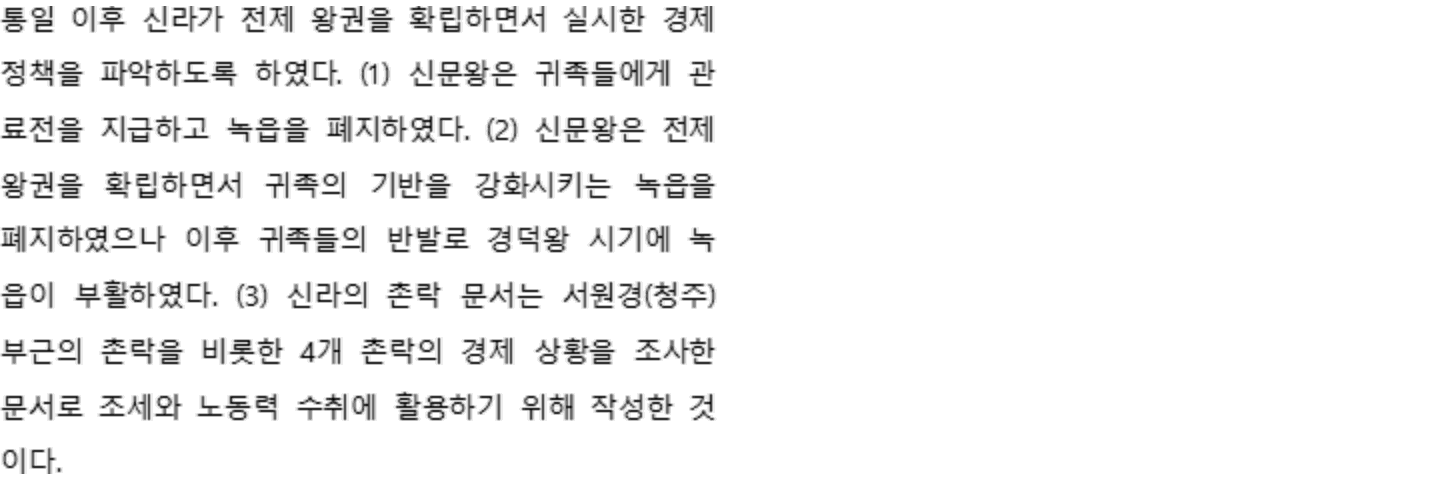 통일 이후 신라가 전제 왕권을 확립하면서 실시한 경제
정책을 파악하도록 하였다. (1) 신문왕은 귀족들에게 관
료전을 지급하고 녹읍을 폐지하였다. (2) 신문왕은 전제
왕권을 확립하면서 귀족의 기반을 강화시키는 녹읍을
폐지하였으나 이후 귀족들의 반발로 경덕왕 시기에 녹
읍이 부활하였다. (3) 신라의 촌락 문서는 서원경(청주)
부근의 촌락을 비롯한 4개 촌락의 경제 상황을 조사한
문서로 조세와 노동력 수취에 활용하기 위해 작성한 것
이다.